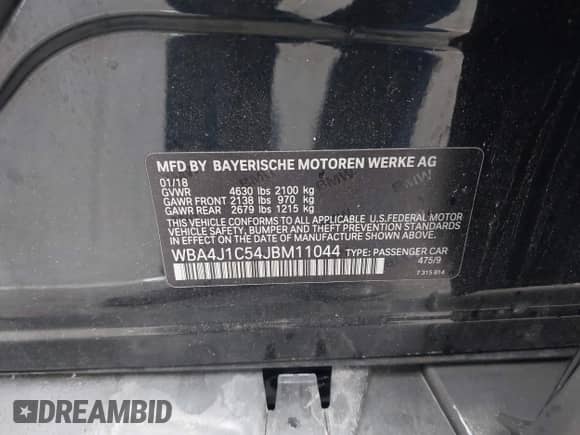 MFD BY BAYERISCHE MOTOREN WERKE AG
01/18
GVWR 4630 lbs 2100 kg
GAWR FRONT 2138 lbs 970 kg
GAWR REAR 2679 lbs 1215 kg
THIS VEHICLE CONFORMS TO ALL APPLICABLE U.S.FEDERAL MOTOR
VEHICLE SAFETY, BUMPER AND THEFT PREVENTION STANDARDS
IN EFFECT ON THE DATE OF MANUFACTURE SHOWN ABOVE.
WBA4J1C54JBM11044 TYPE: PASSENGER CAR
475/9
7 315 814
DREAMBID